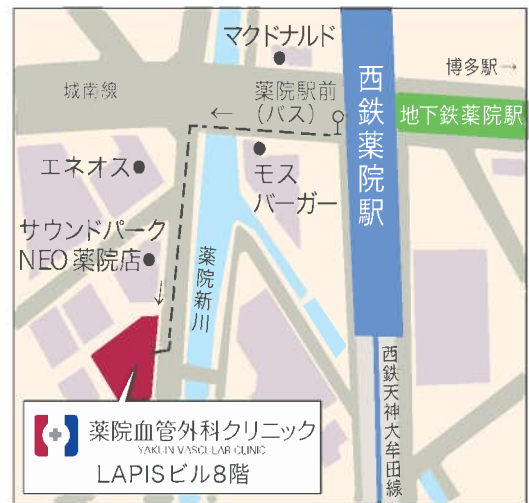 マクドナルド
城南線
薬院駅前
(バス)
←
西鉄薬院駅
博多駅→
地下鉄薬院駅
エネオス
モス
バーガー
サウンドパーク
NEO薬院店
↓
薬院新川
西鉄天神大牟田線
薬院血管外科クリニック
YAKUIN VASCULAR CLINIC
LAPISビル8階